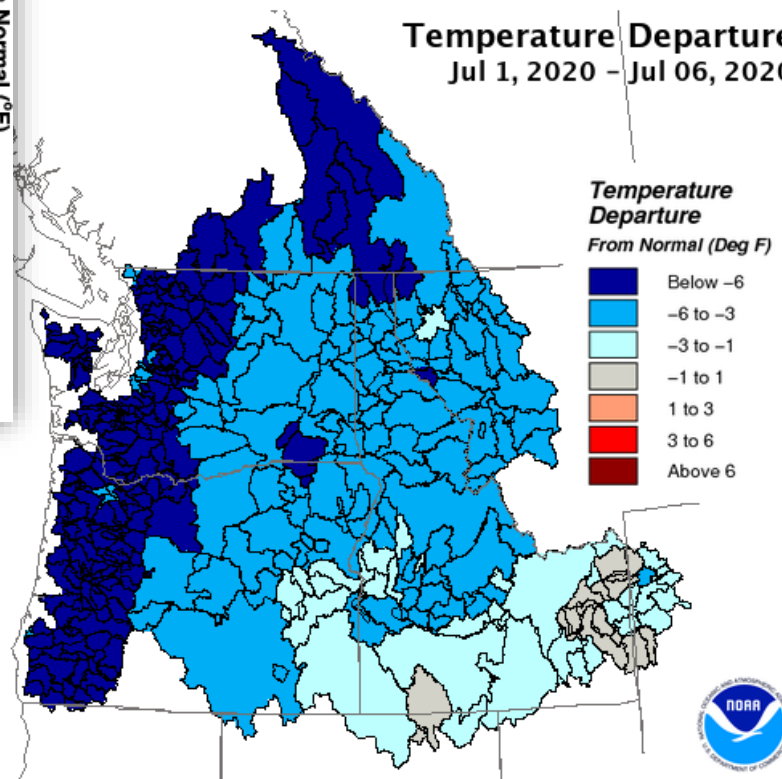 Normal (°F)
Temperature Departure
Jul 1, 2020 – Jul 06, 2020
Temperature
Departure
From Normal (Deg F)
Below −6
−6 to −3
−3 to −1
−1 to 1
1 to 3
3 to 6
Above 6
NOAA